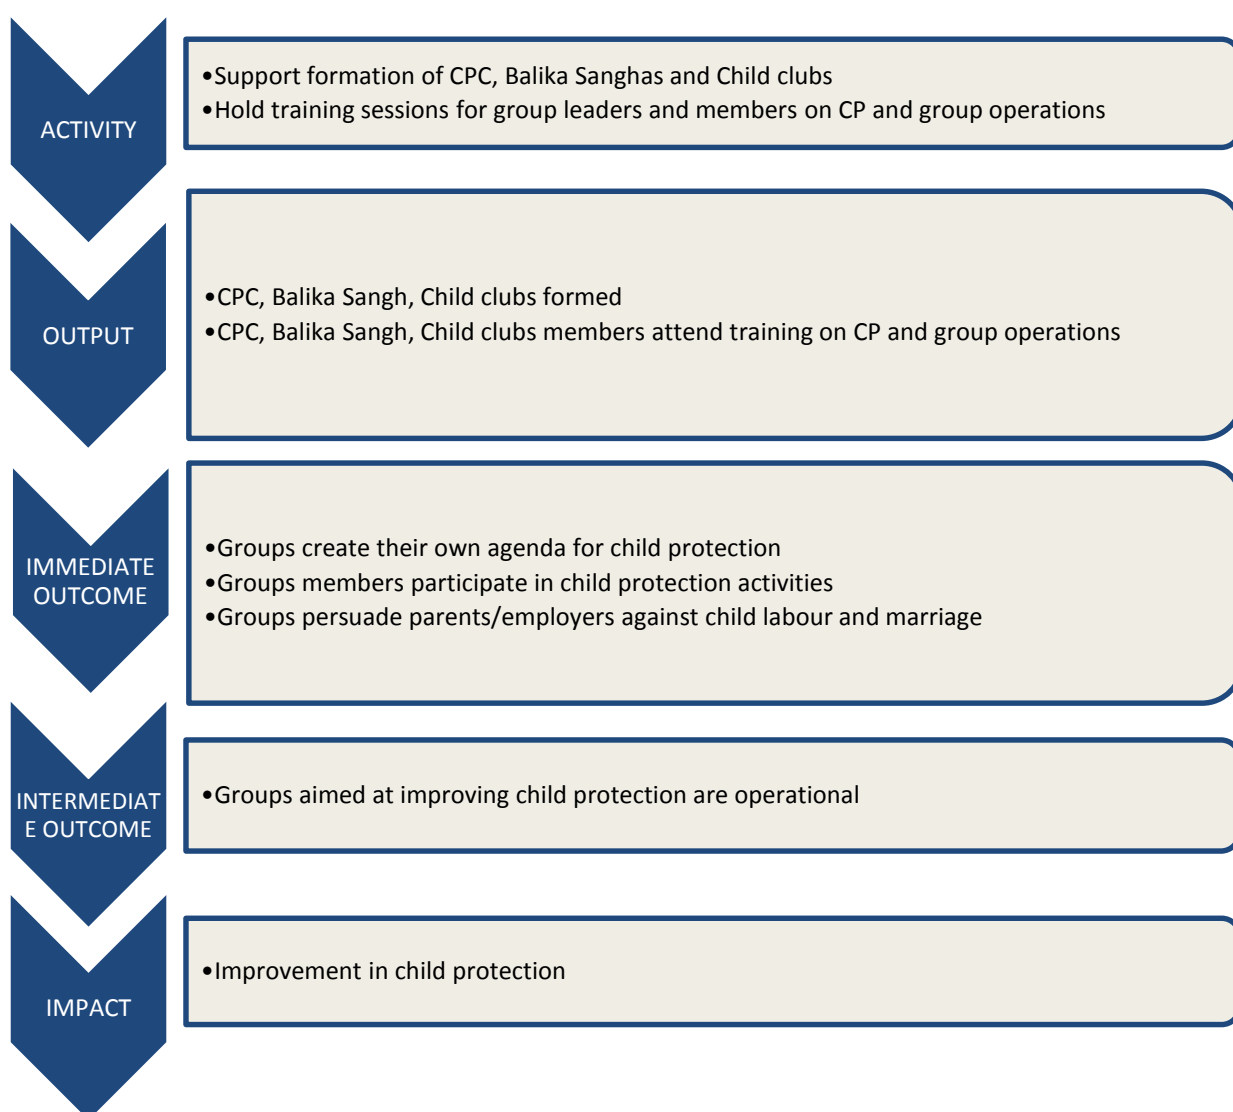 ACTIVITY
•Support formation of CPC, Balika Sanghas and Child clubs
•Hold training sessions for group leaders and members on CP and group operations
OUTPUT
•CPC, Balika Sangh, Child clubs formed
•CPC, Balika Sangh, Child clubs members attend training on CP and group operations
IMMEDIATE
OUTCOME
•Groups create their own agenda for child protection
•Groups members participate in child protection activities
•Groups persuade parents/employers against child labour and marriage
INTERMEDIAT
E OUTCOME
•Groups aimed at improving child protection are operational
IMPACT
•Improvement in child protection